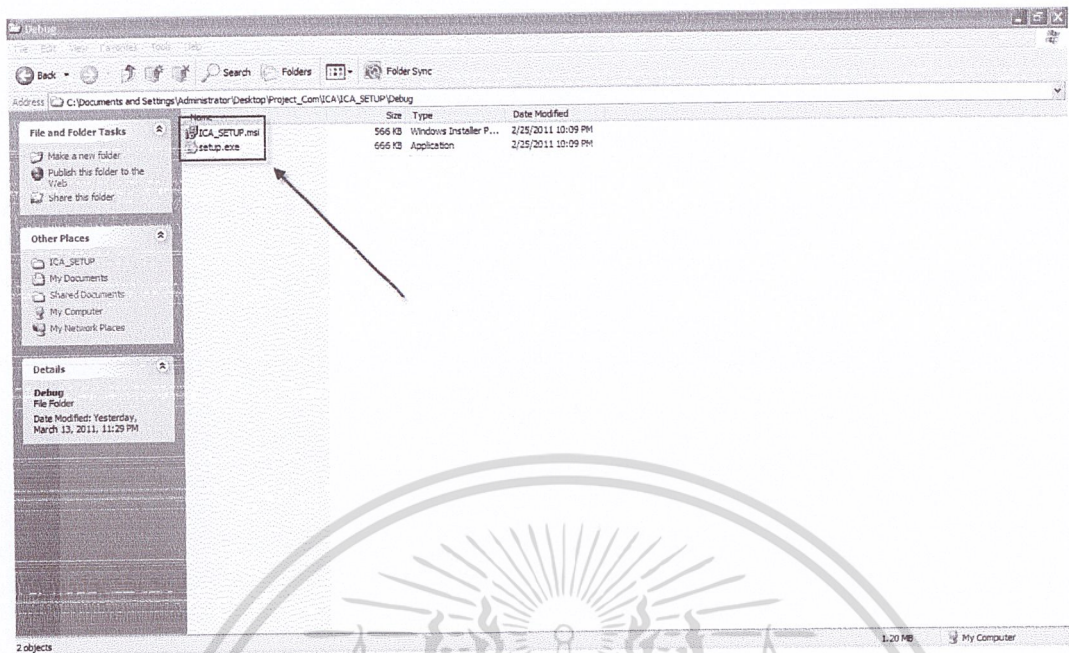 Debug
File Edit View Favorites Tools Help
Back Search Folders Folder Sync
Address C:\Documents and Settings\Administrator\Desktop\Project_Com\ICA\ICA_SETUP\Debug
Name Size Type Date Modified
ICA_SETUP.msi 566 KB Windows Installer P... 2/25/2011 10:09 PM
setup.exe 666 KB Application 2/25/2011 10:09 PM
File and Folder Tasks
Make a new folder
Publish this folder to the
Web
Share this folder
Other Places
ICA_SETUP
My Documents
Shared Documents
My Computer
My Network Places
Details
Debug
File Folder
Date Modified: Yesterday,
March 13, 2011, 11:29 PM
2 objects 1.20 MB My Computer